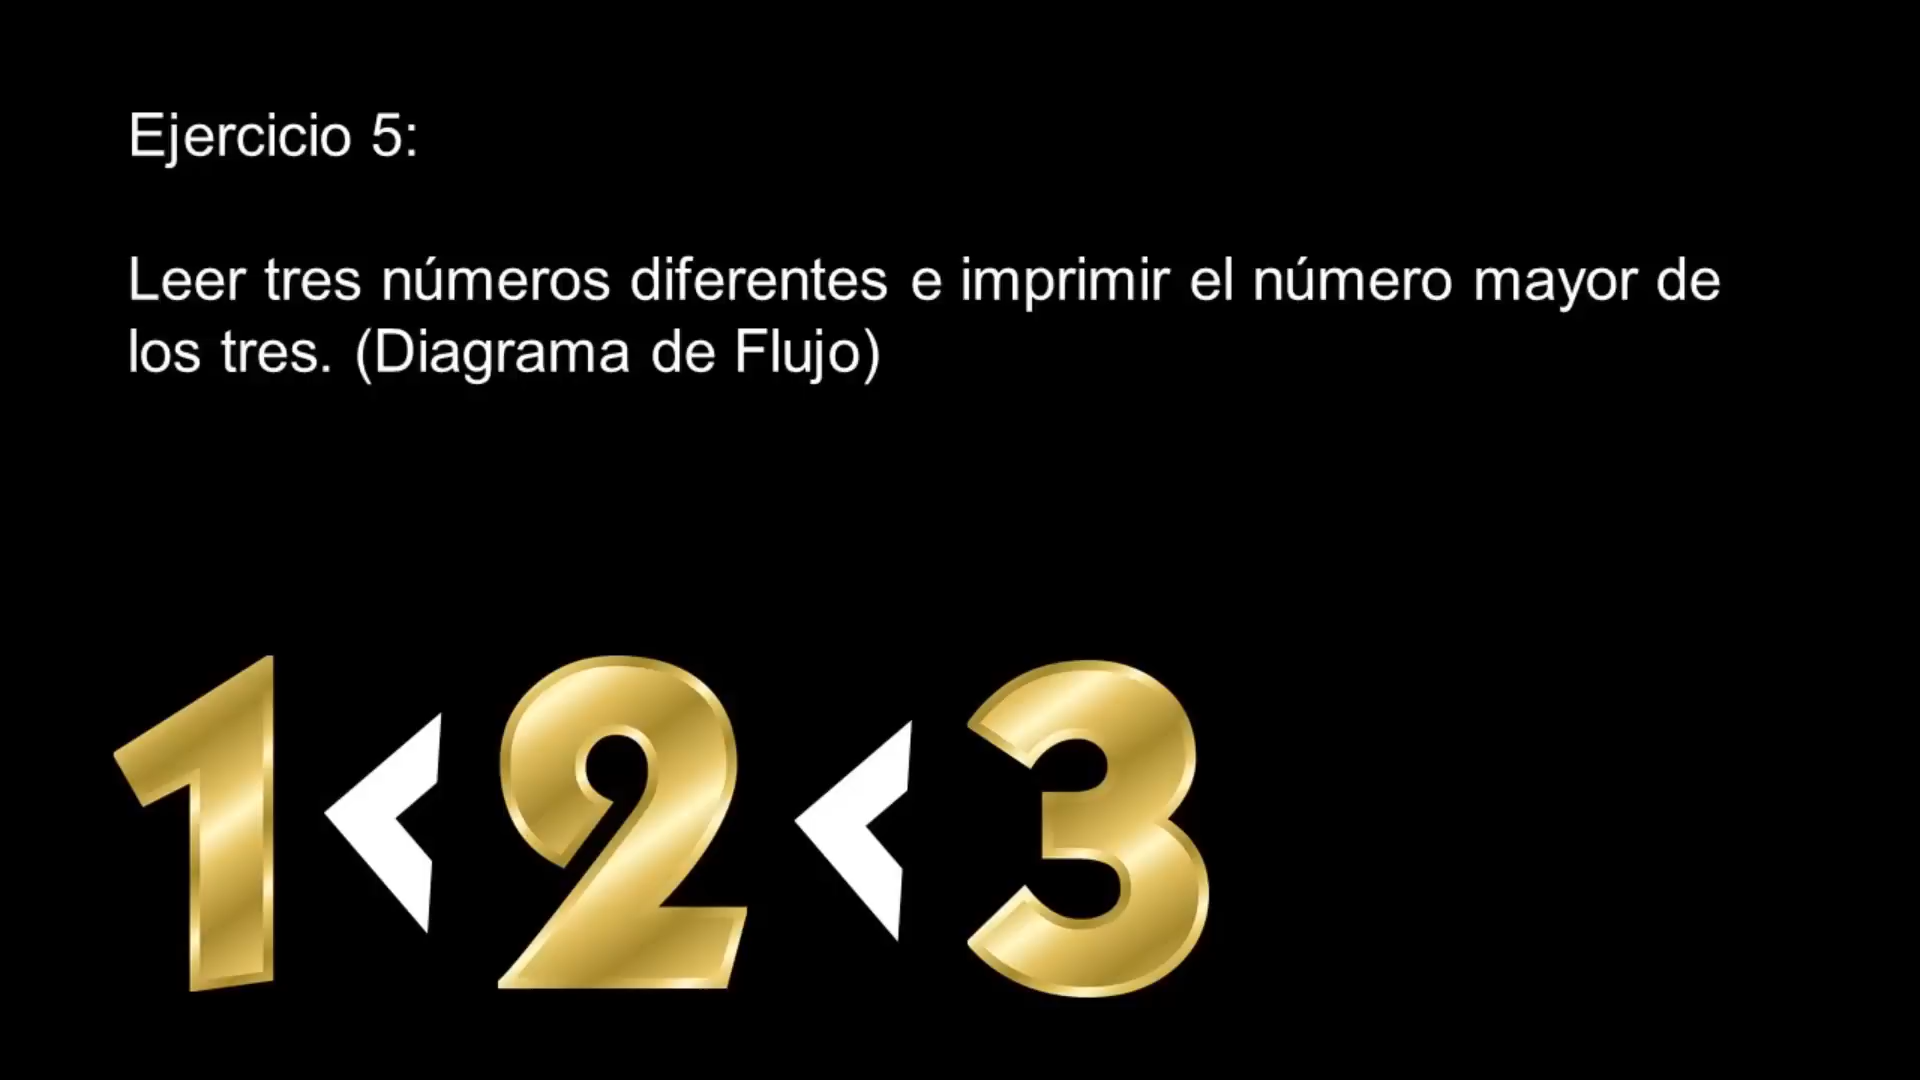 Ejercicio 5:
Leer tres números diferentes e imprimir el número mayor de
los tres. (Diagrama de Flujo)
1 < 2 < 3